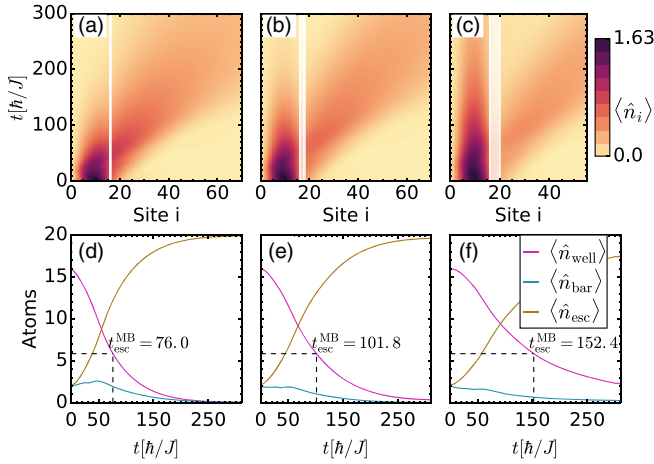 (a) (b) (c)
300
200
100
0
t[ħ/J]
0 20 40 60
0 20 40 60
0 20 40
Site i Site i Site i
1.63
⟨n̂ᵢ⟩
0.0
(d) (e) (f)
20
15
10
5
0
Atoms
⟨n̂_well⟩
⟨n̂_bar⟩
⟨n̂_esc⟩
t_esc^MB = 76.0
t_esc^MB = 101.8
t_esc^MB = 152.4
0 50 150 250
0 50 150 250
0 50 150 250
t[ħ/J] t[ħ/J] t[ħ/J]